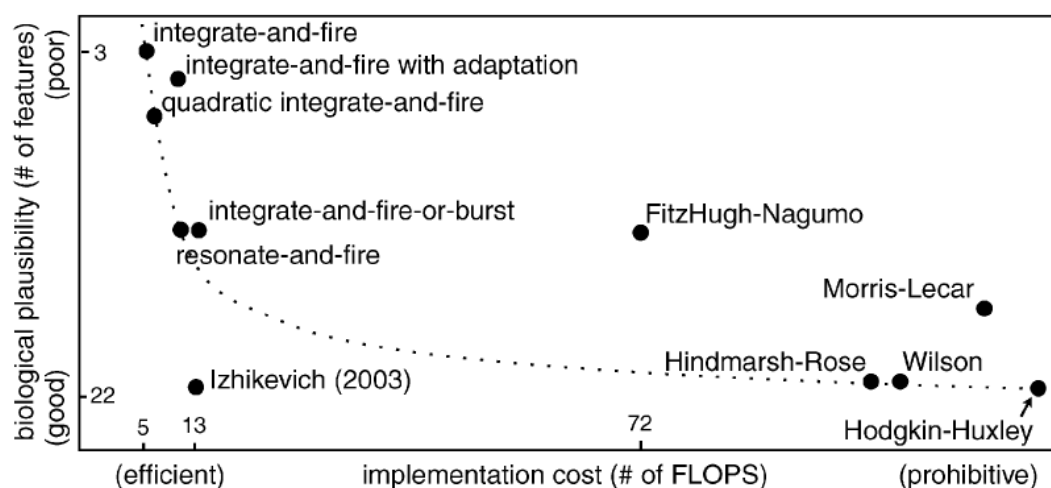 biological plausibility (# of features)
(poor)
(good)
3
22
integrate-and-fire
integrate-and-fire with adaptation
quadratic integrate-and-fire
integrate-and-fire-or-burst
resonate-and-fire
FitzHugh-Nagumo
Morris-Lecar
Hindmarsh-Rose
Wilson
Izhikevich (2003)
Hodgkin-Huxley
5
13
72
(efficient)
implementation cost (# of FLOPS)
(prohibitive)